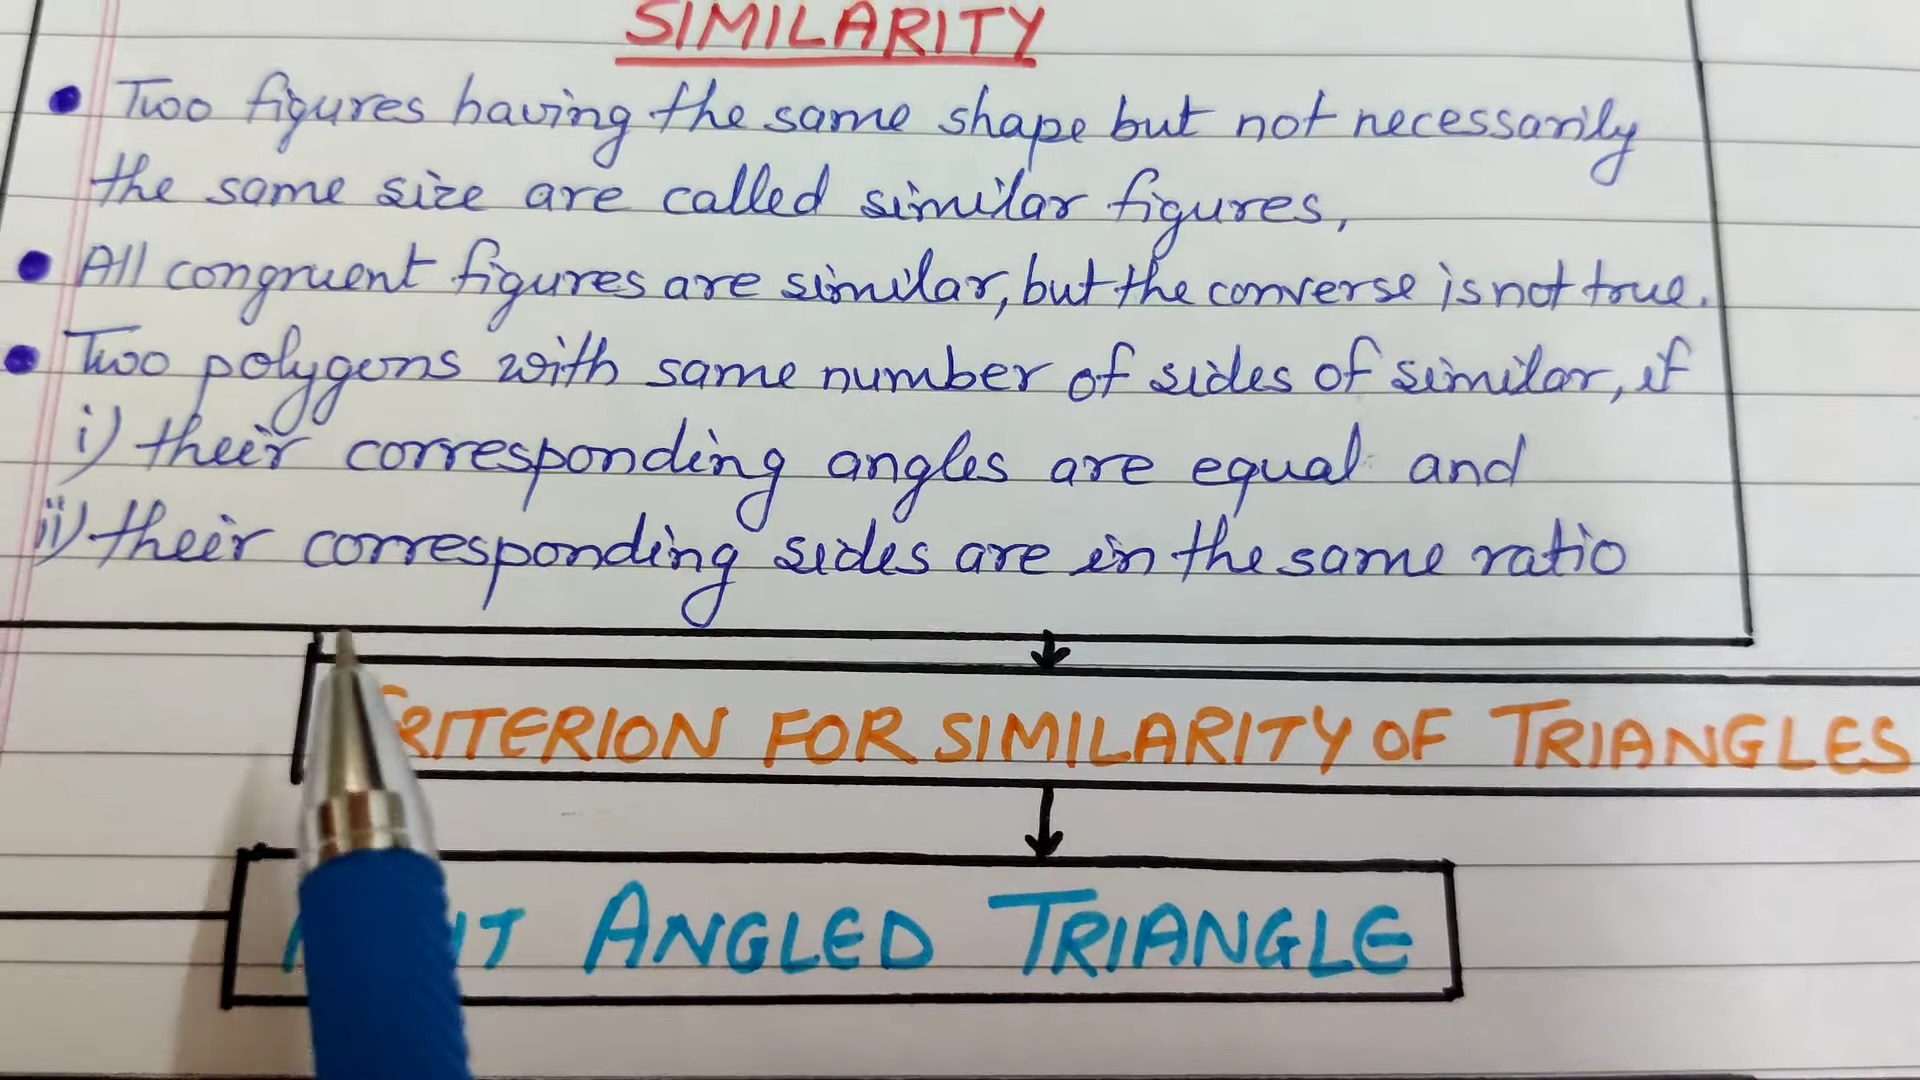 SIMILARITY
• Two figures having the same shape but not necessarily
the same size are called similar figures,
• All congruent figures are similar, but the converse is not true.
• Two polygons with same number of sides of similar, if
i) their corresponding angles are equal and
ii) their corresponding sides are in the same ratio
CRITERION FOR SIMILARITY OF TRIANGLES
ANGLED TRIANGLE